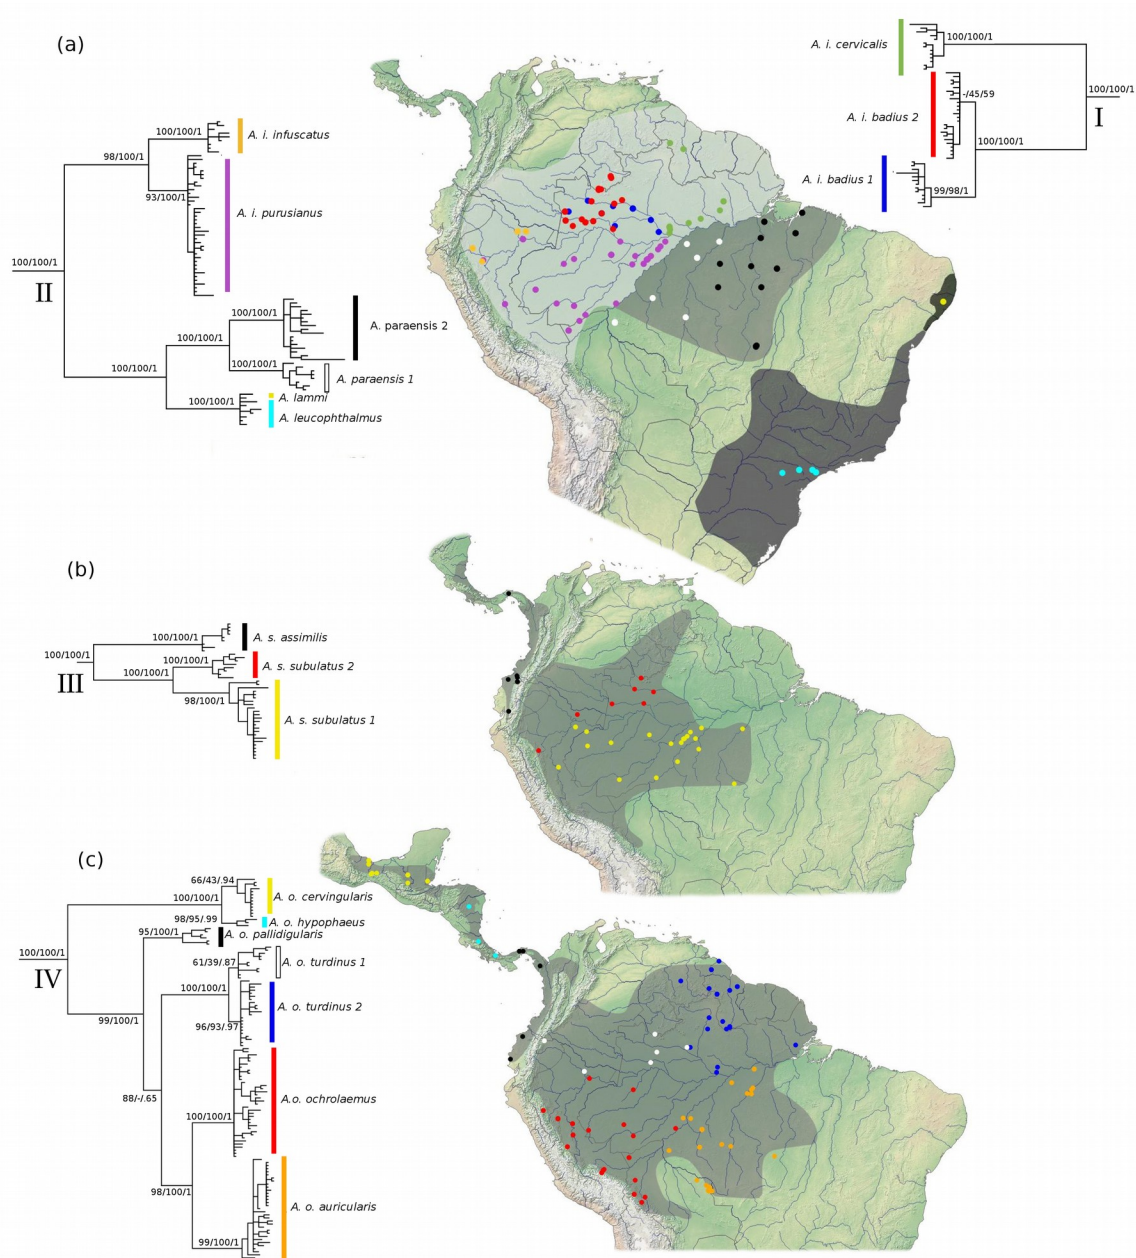 (a)
A. i. cervicalis
100/100/1
100/100/1
I
-/45/59
A. i. badius 2
100/100/1
A. i. badius 1
99/98/1
100/100/1
A. i. infuscatus
98/100/1
93/100/1
A. i. purusianus
100/100/1
II
100/100/1
A. paraensis 2
100/100/1
100/100/1
A. paraensis 1
100/100/1
A. lammi
100/100/1
A. leucophthalmus
(b)
100/100/1
A. s. assimilis
100/100/1
III
100/100/1
A. s. subulatus 2
100/100/1
98/100/1
A. s. subulatus 1
(c)
66/43/.94
100/100/1
A. o. cervingularis
98/95/.99
A. o. hypophaeus
95/100/1
A. o. pallidigularis
100/100/1
IV
61/39/.87
A. o. turdinus 1
100/100/1
A. o. turdinus 2
99/100/1
96/93/.97
88/-/.65
A.o. ochrolaemus
100/100/1
98/100/1
A. o. auricularis
99/100/1